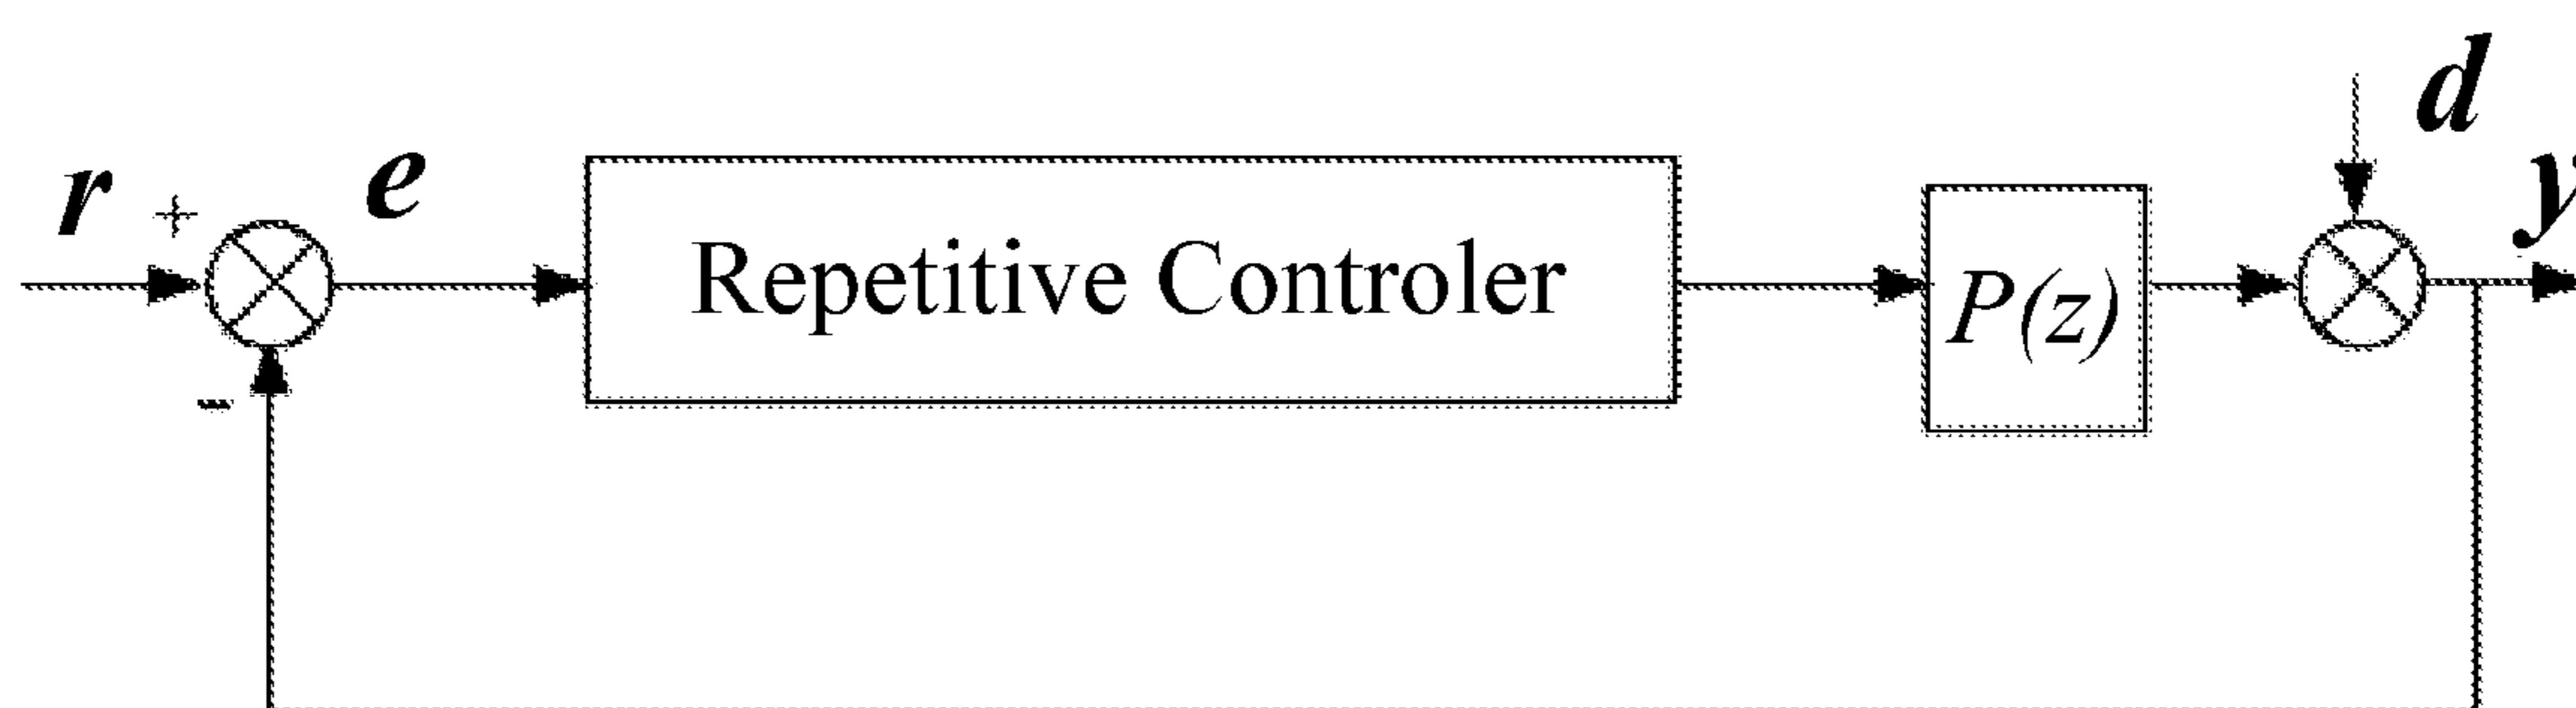 d
r + e y
Repetitive Controler P(z)
-